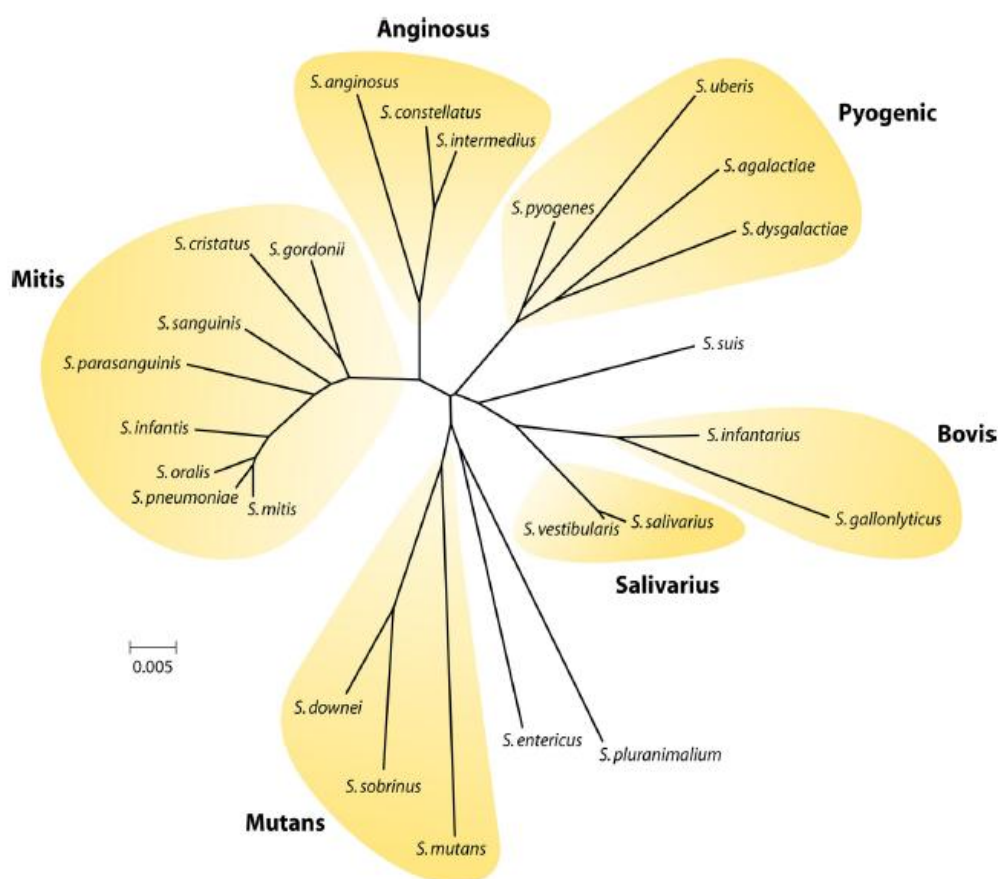 Anginosus
S. anginosus
S. uberis
S. constellatus
Pyogenic
S. intermedius
S. agalactiae
S. pyogenes
S. dysgalactiae
S. cristatus
S. gordonii
Mitis
S. sanguinis
S. suis
S. parasanguinis
S. infantis
S. infantarius
Bovis
S. oralis
S. pneumoniae
S. mitis
S. gallonlyticus
S. vestibularis
S. salivarius
Salivarius
0.005
S. downei
S. entericus
S. pluranimalium
S. sobrinus
Mutans
S. mutans